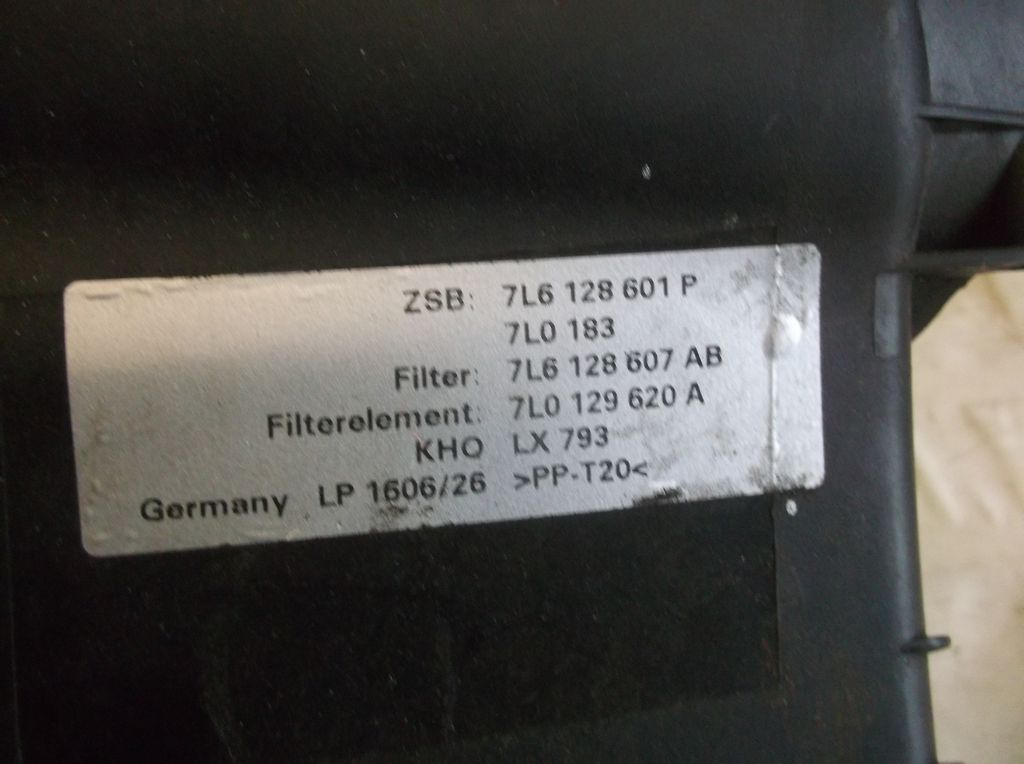 ZSB: 7L6 128 601 P
7L0 183
Filter: 7L6 128 607 AB
Filterelement: 7L0 129 620 A
KHO LX 793
Germany LP 1606/26 >PP-T20<